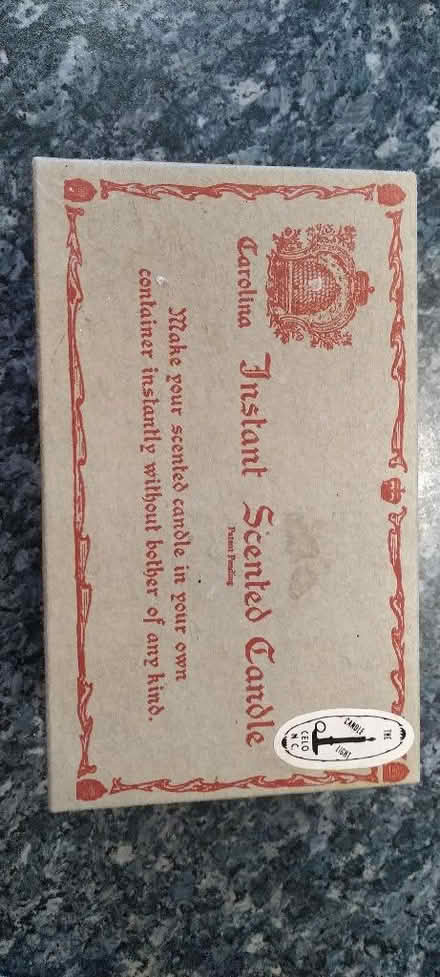 Carolina Instant Scented Candle
Patent Pending
Make your scented candle in your own
container instantly without bother of any kind.
THE
CANDLE
LIGHT
CELO
N.C.